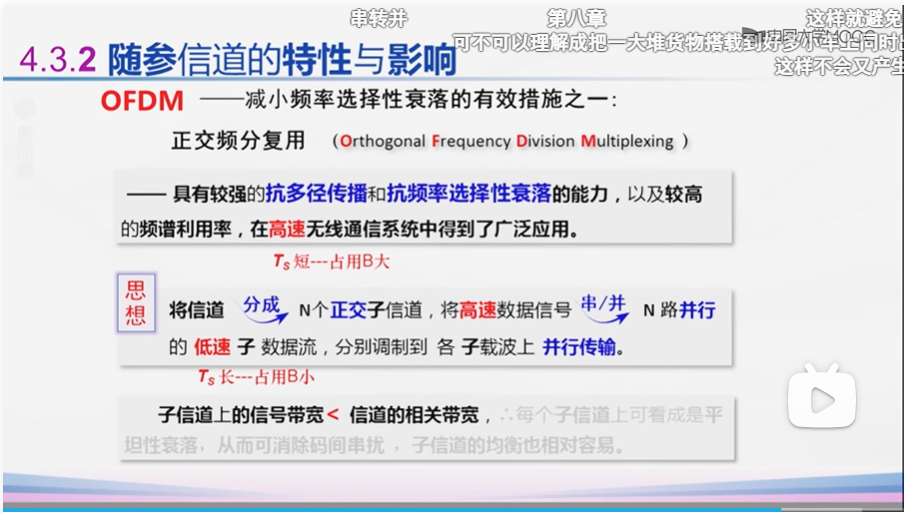 串转并
第八章
这样就避免
可不可以理解成把一大堆货物搭载到好多小车上同时出
这样不会又产生
4.3.2 随参信道的特性与影响
OFDM ——减小频率选择性衰落的有效措施之一：
正交频分复用 （Orthogonal Frequency Division Multiplexing ）
—— 具有较强的抗多径传播和抗频率选择性衰落的能力，以及较高
的频谱利用率，在高速无线通信系统中得到了广泛应用。
Ts 短---占用B大
思想
将信道 分成 N个正交子信道，将高速数据信号 串/并 N 路并行
的 低速 子 数据流，分别调制到 各 子载波上 并行传输。
Ts 长---占用B小
子信道上的信号带宽< 信道的相关带宽，∴每个子信道上可看成是平
坦性衰落，从而可消除码间串扰 ，子信道的均衡也相对容易。